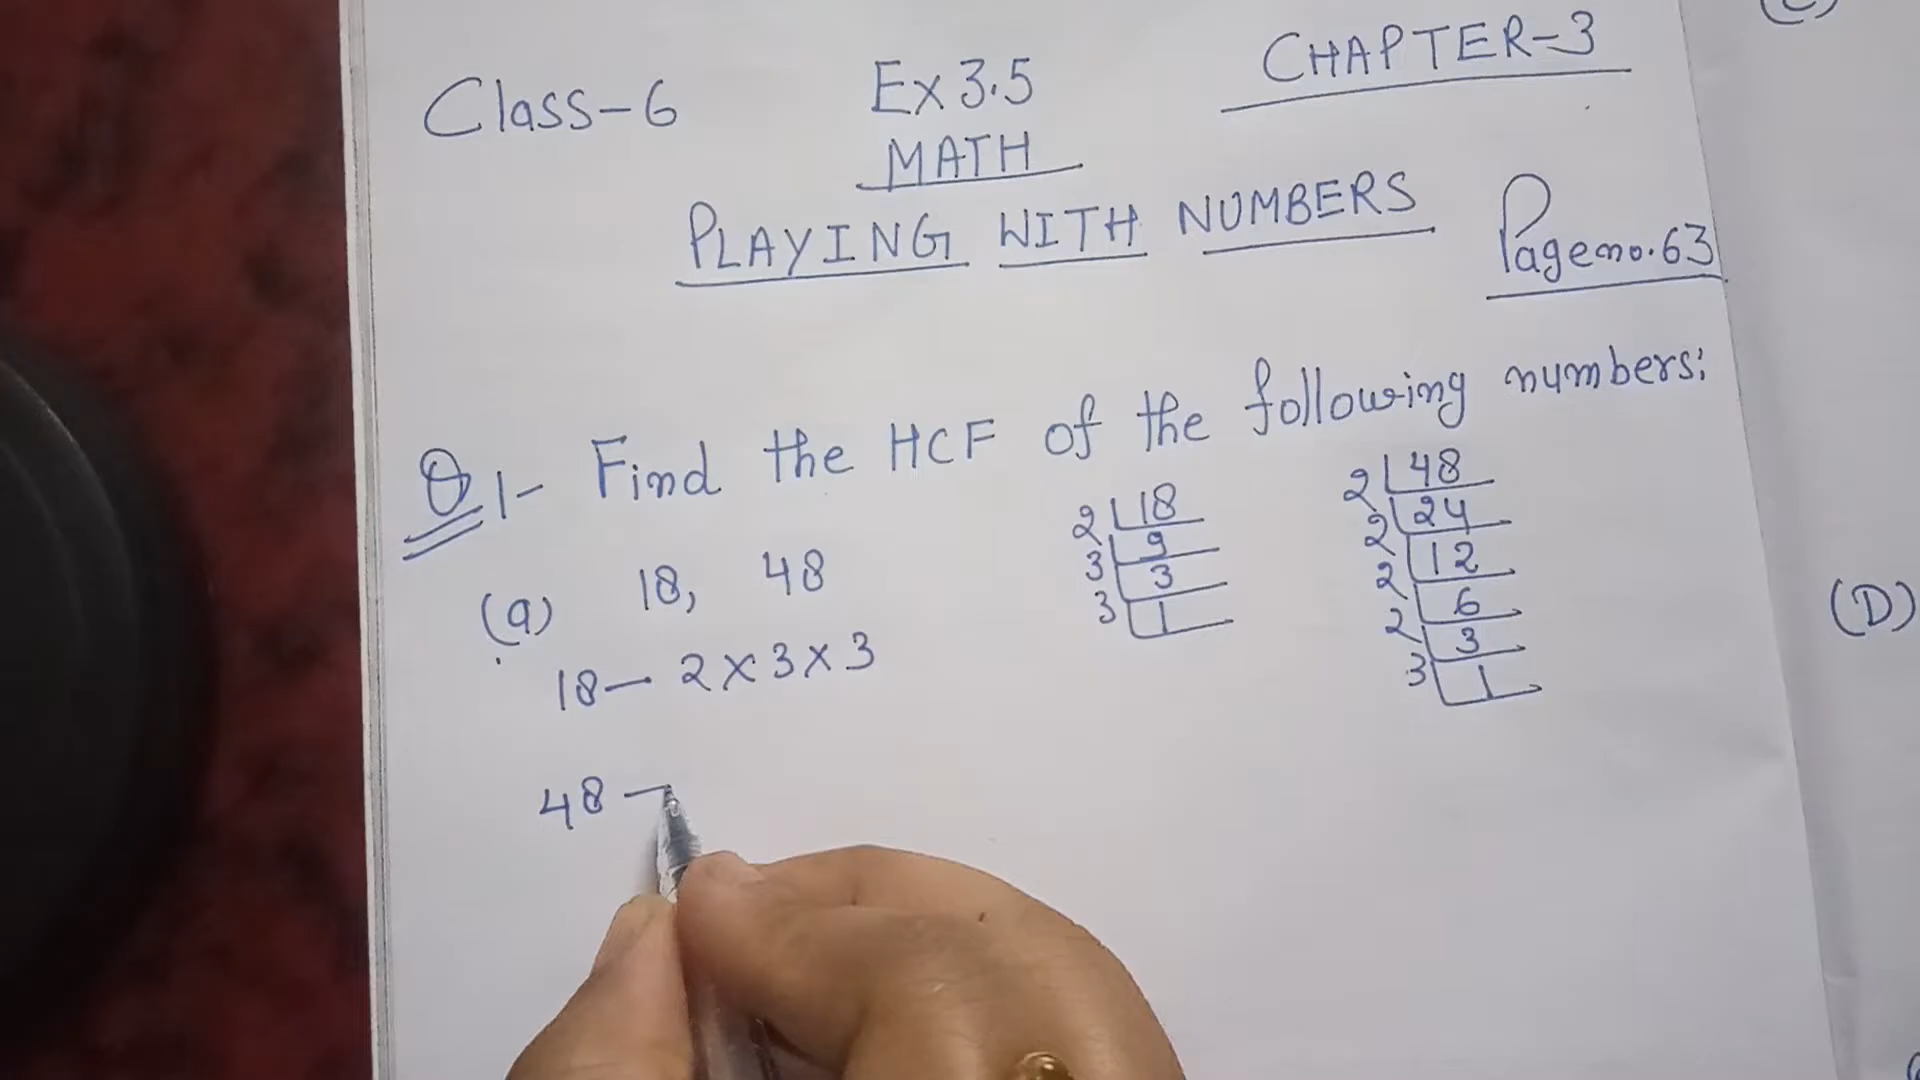 Class-6 Ex 3.5 CHAPTER-3
MATH
PLAYING WITH NUMBERS Page no. 63
Q 1- Find the HCF of the following numbers:
(a) 18, 48
18 — 2 x 3 x 3
48 —
2 18
3 9
3 3
1
2 48
2 24
2 12
2 6
3 3
1
(D)